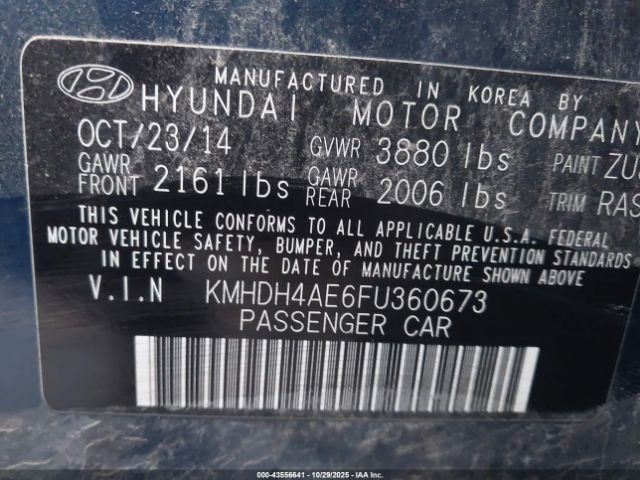 MANUFACTURED IN KOREA BY
HYUNDAI MOTOR COMPANY
OCT/23/14 GVWR 3880 lbs PAINT
GAWR FRONT 2161 lbs GAWR REAR 2006 lbs TRIM RAS
THIS VEHICLE CONFORMS TO ALL APPLICABLE U.S.A. FEDERAL
MOTOR VEHICLE SAFETY, BUMPER, AND THEFT PREVENTION STANDARDS
IN EFFECT ON THE DATE OF MANUFACTURE SHOWN ABOVE
V.I.N KMHDH4AE6FU360673
PASSENGER CAR
000-43556641 - 10/29/2025 - IAA, Inc.